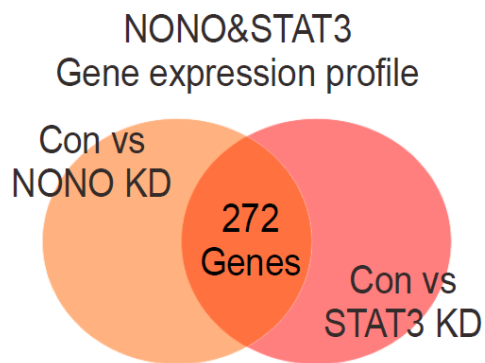 NONO&STAT3
Gene expression profile
Con vs
NONO KD
272
Genes
Con vs
STAT3 KD